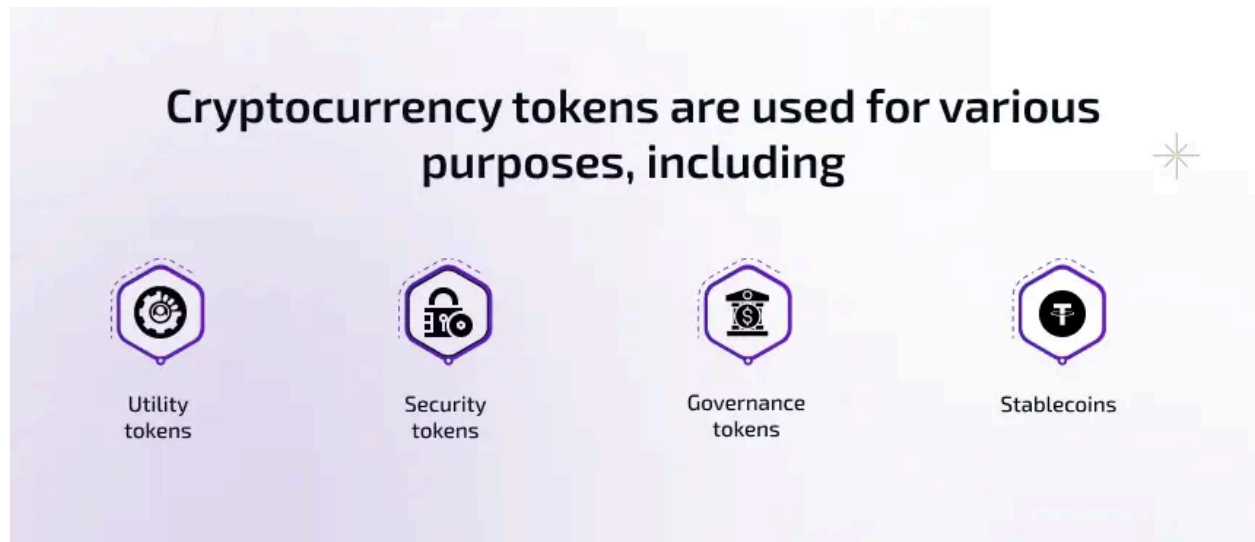 Cryptocurrency tokens are used for various
purposes, including
Utility
tokens
Security
tokens
Governance
tokens
Stablecoins